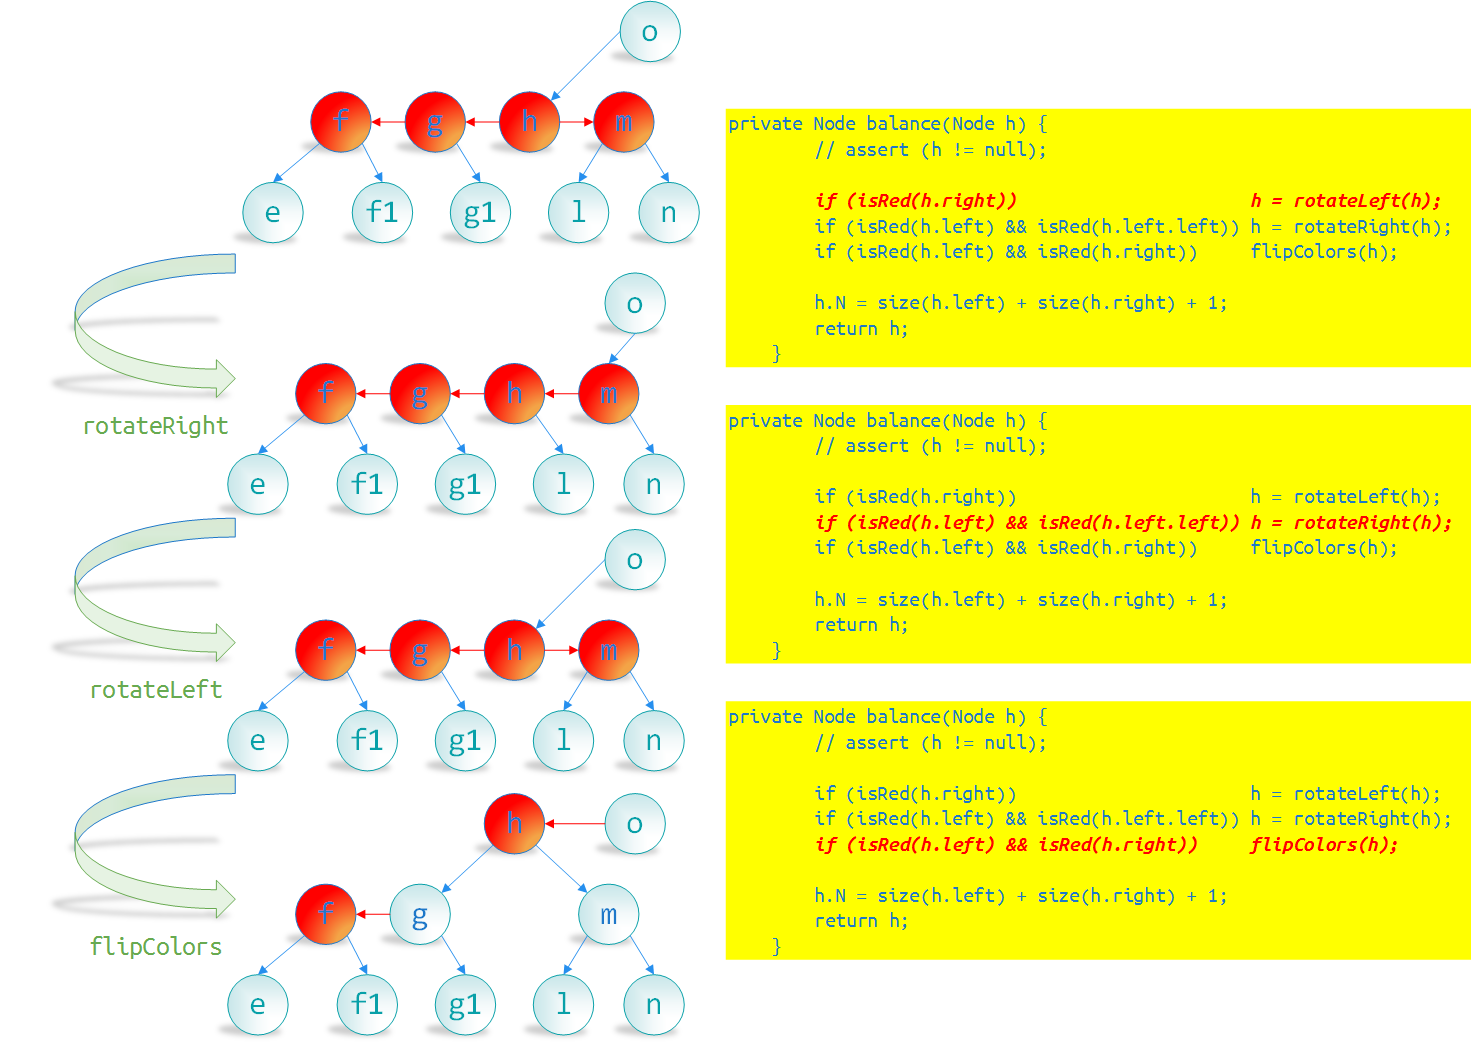 o
f g h m
e f1 g1 l n
rotateRight
o
f g h m
e f1 g1 l n
rotateLeft
o
f g h m
e f1 g1 l n
flipColors
h o
f g m
e f1 g1 l n
private Node balance(Node h) {
// assert (h != null);
if (isRed(h.right)) h = rotateLeft(h);
if (isRed(h.left) && isRed(h.left.left)) h = rotateRight(h);
if (isRed(h.left) && isRed(h.right)) flipColors(h);
h.N = size(h.left) + size(h.right) + 1;
return h;
}
private Node balance(Node h) {
// assert (h != null);
if (isRed(h.right)) h = rotateLeft(h);
if (isRed(h.left) && isRed(h.left.left)) h = rotateRight(h);
if (isRed(h.left) && isRed(h.right)) flipColors(h);
h.N = size(h.left) + size(h.right) + 1;
return h;
}
private Node balance(Node h) {
// assert (h != null);
if (isRed(h.right)) h = rotateLeft(h);
if (isRed(h.left) && isRed(h.left.left)) h = rotateRight(h);
if (isRed(h.left) && isRed(h.right)) flipColors(h);
h.N = size(h.left) + size(h.right) + 1;
return h;
}